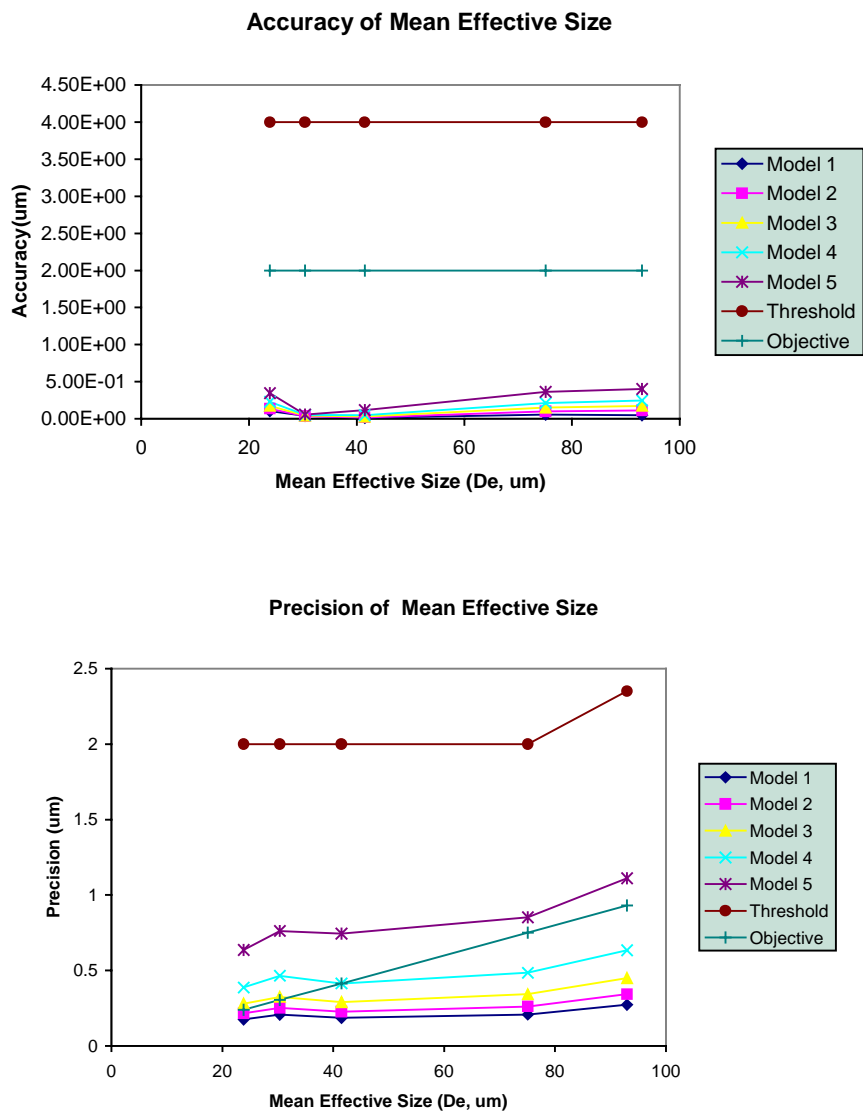 Accuracy of Mean Effective Size
4.50E+00
4.00E+00
3.50E+00
3.00E+00
2.50E+00
2.00E+00
1.50E+00
1.00E+00
5.00E-01
0.00E+00
Accuracy(um)
0 20 40 60 80 100
Mean Effective Size (De, um)
Model 1
Model 2
Model 3
Model 4
Model 5
Threshold
Objective
Precision of Mean Effective Size
2.5
2
1.5
1
0.5
0
Precision (um)
0 20 40 60 80 100
Mean Effective Size (De, um)
Model 1
Model 2
Model 3
Model 4
Model 5
Threshold
Objective